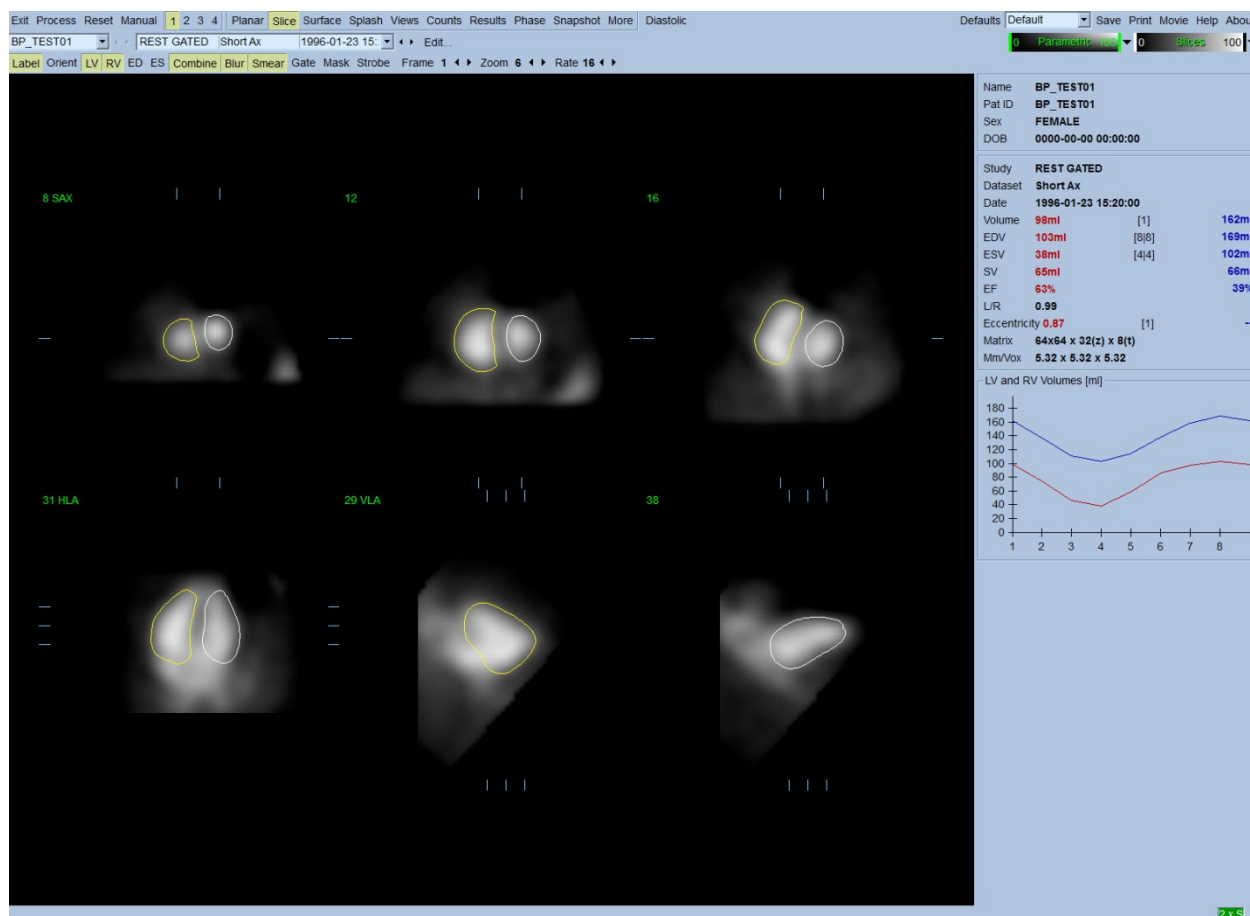 Exit Process Reset Manual 1 2 3 4 Planar Slice Surface Splash Views Counts Results Phase Snapshot More Diastolic Defaults Default Save Print Movie Help Abou
BP_TEST01 REST GATED Short Ax 1996-01-23 15: Edit... 0 Parametric 100 0 Slices 100
Label Orient LV RV ED ES Combine Blur Smear Gate Mask Strobe Frame 1 Zoom 6 Rate 16
Name BP_TEST01
Pat ID BP_TEST01
Sex FEMALE
DOB 0000-00-00 00:00:00
Study REST GATED
Dataset Short Ax
Date 1996-01-23 15:20:00
Volume 98ml [1] 162m
EDV 103ml [8|8] 169m
ESV 38ml [4|4] 102m
SV 65ml 66m
EF 63% 39%
L/R 0.99
Eccentricity 0.87 [1] --
Matrix 64x64 x 32(z) x 8(t)
Mm/Vox 5.32 x 5.32 x 5.32
LV and RV Volumes [ml]
180
160
140
120
100
80
60
40
20
0
1 2 3 4 5 6 7 8
8 SAX 12 16
31 HLA 29 VLA 38
2 x S